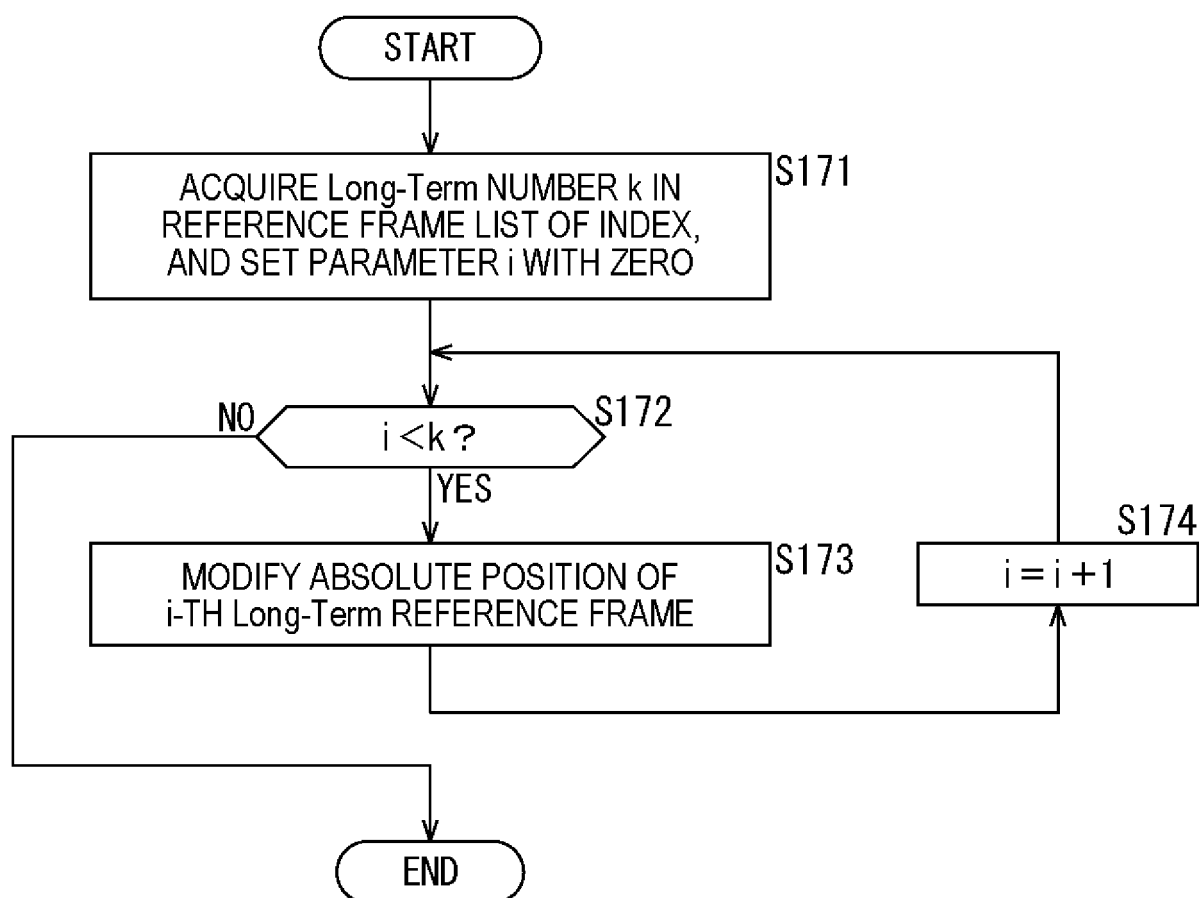 START
S171
ACQUIRE Long-Term NUMBER k IN
REFERENCE FRAME LIST OF INDEX,
AND SET PARAMETER i WITH ZERO
NO
S172
i<k?
YES
S174
i=i+1
S173
MODIFY ABSOLUTE POSITION OF
i-TH Long-Term REFERENCE FRAME
END